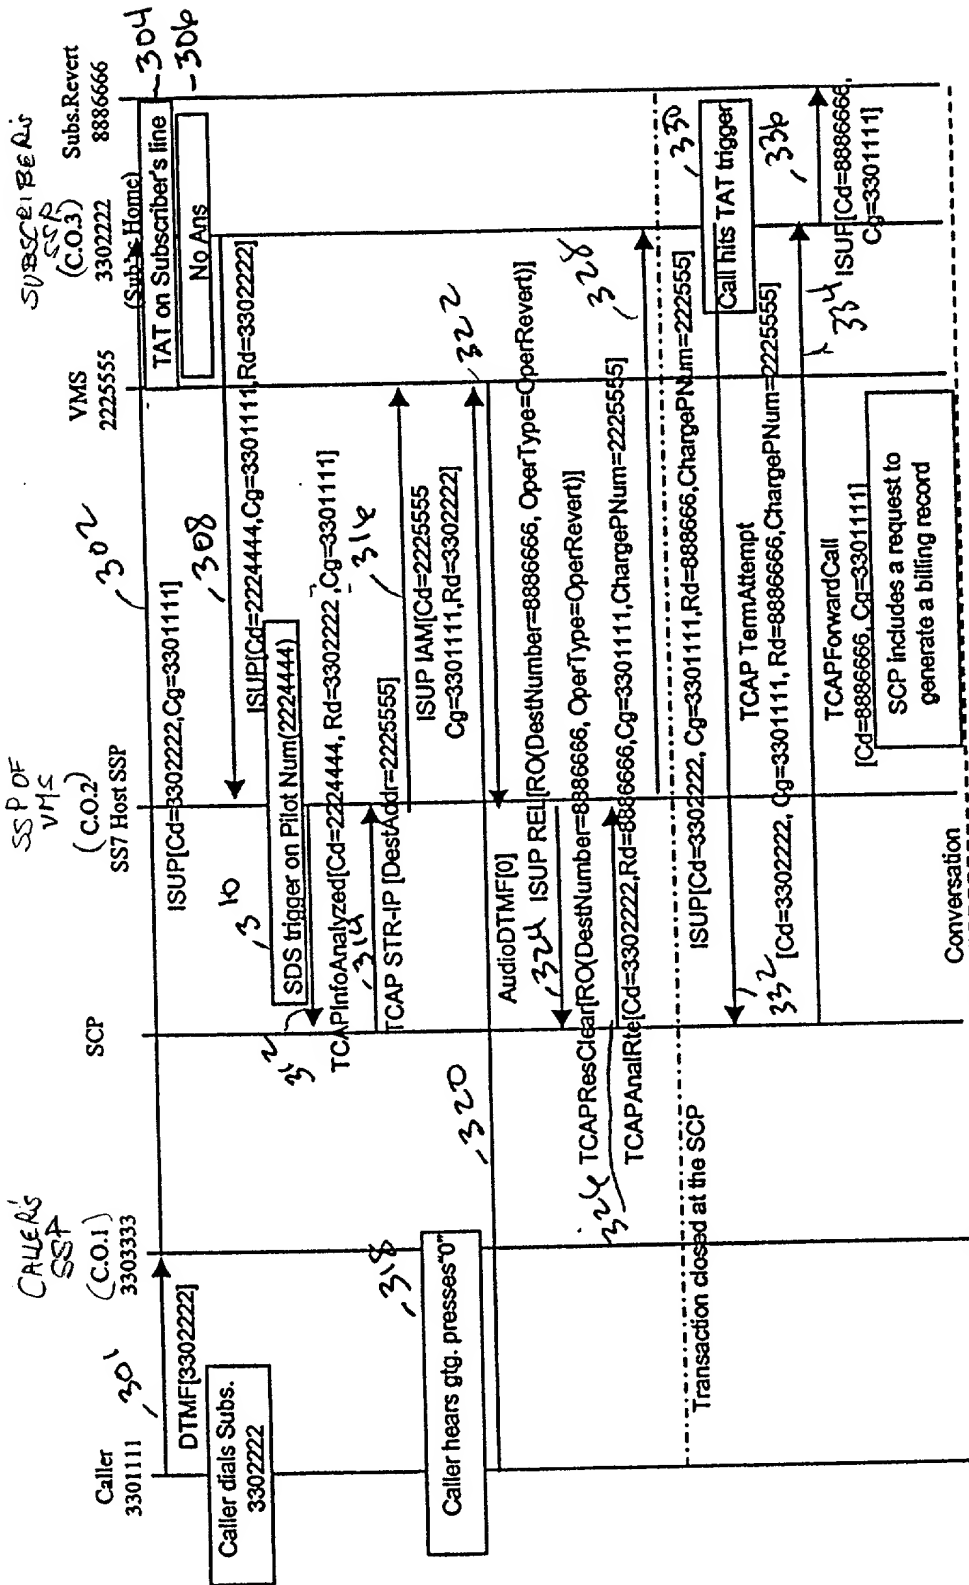 CALLER'S SSP
SSP OF VMS
SUBSCRIBER'S SSP
Caller
3301111
(C.O.1)
3303333
SCP
(C.O.2)
SS7 Host SSP
VMS
2225555
(C.O.3)
3302222
(Subs Home)
Subs.Revert
8886666
301
DTMF[3302222]
302
ISUP[Cd=3302222,Cg=3301111]
TAT on Subscriber's line
304
Caller dials Subs.
3302222
No Ans
306
308
ISUP[Cd=2224444,Cg=3301111,Rd=3302222]
310
SDS trigger on Pilot Num(2224444)
312
TCAPInfoAnalyzed[Cd=2224444, Rd=3302222 ,Cg=3301111]
314
TCAP STR-IP [DestAddr=2225555]
316
ISUP IAM[Cd=2225555
Cg=3301111,Rd=3302222]
318
Caller hears gtg. presses"0"
320
AudioDTMF[0]
322
324
ISUP REL[RO(DestNumber=8886666, OperType=OperRevert)]
324
TCAPResClear[RO(DestNumber=8886666, OperType=OperRevert)]
TCAPAnalRte[Cd=3302222,Rd=8886666,Cg=3301111,ChargePNum=2225555]
328
Transaction closed at the SCP
ISUP[Cd=3302222, Cg=3301111,Rd=888666,ChargePNum=2225555]
330
Call hits TAT trigger
332
TCAP TermAttempt
[Cd=3302222, Cg=3301111, Rd=8886666,ChargePNum=2225555]
334
TCAPForwardCall
[Cd=8886666, Cg=3301111]
336
ISUP[Cd=8886666,
Cg=3301111]
SCP includes a request to
generate a billing record
Conversation